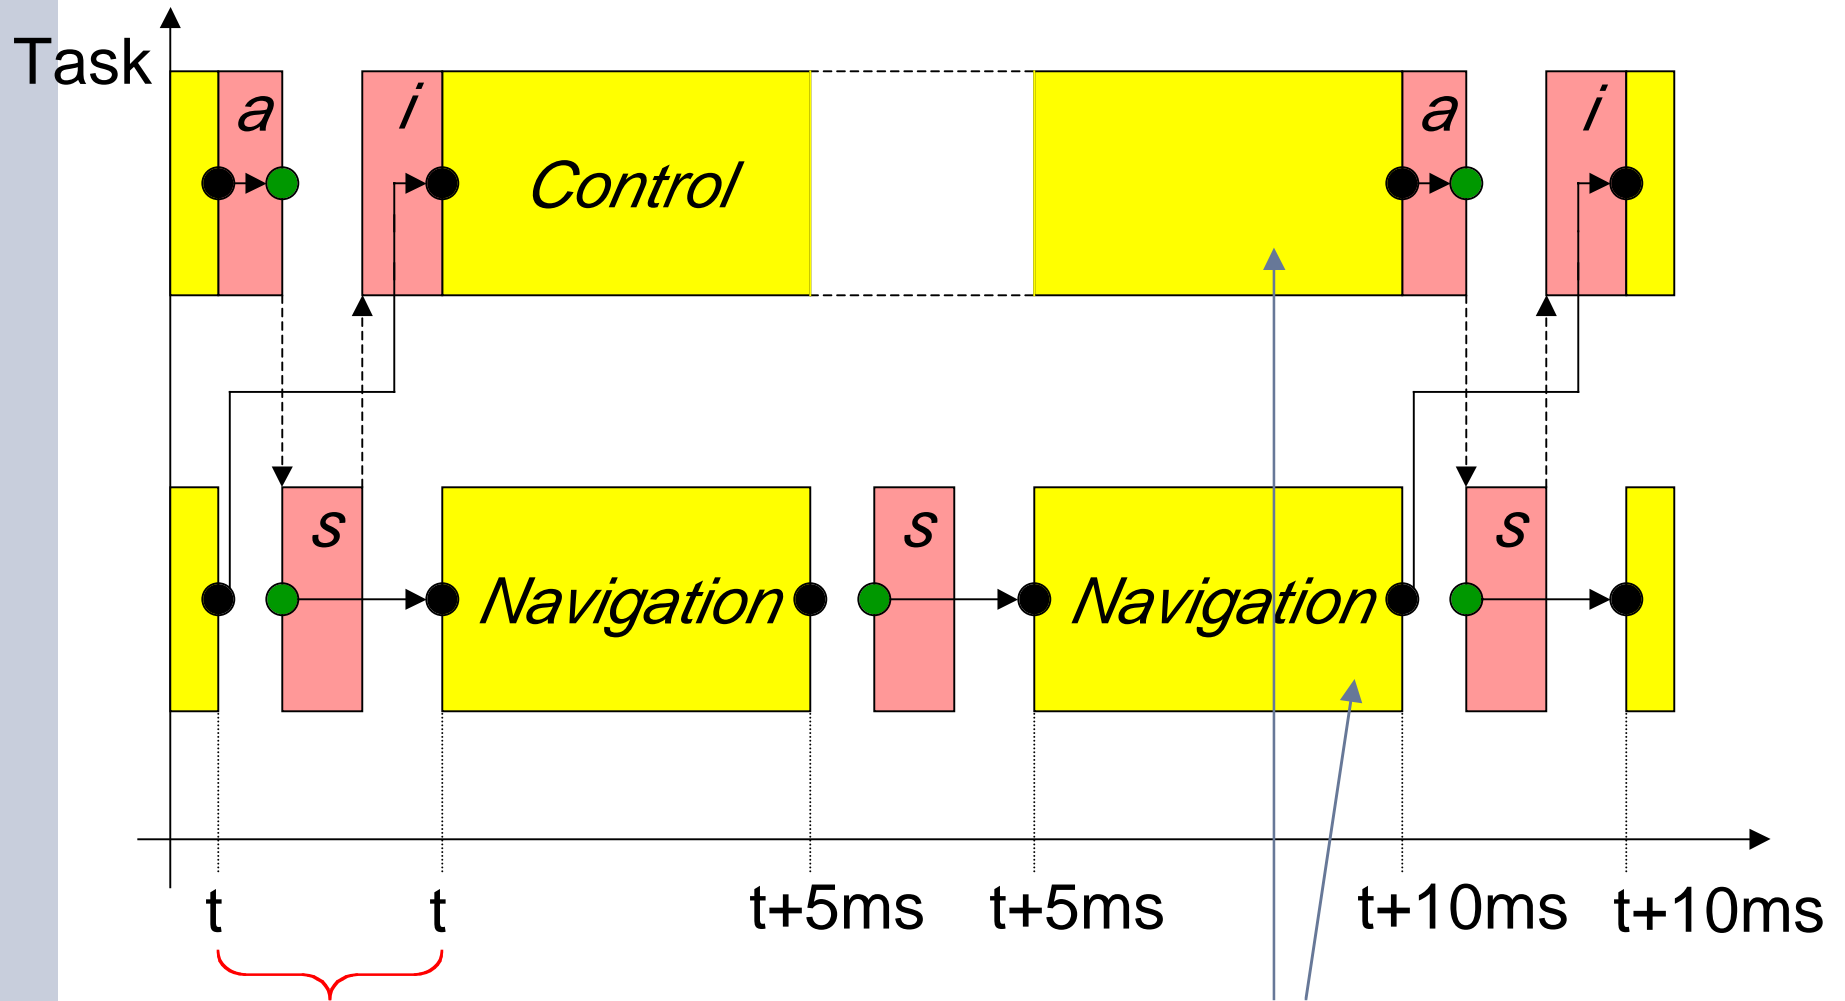 Task
a i Control a i
s Navigation s Navigation s
t t t+5ms t+5ms t+10ms t+10ms